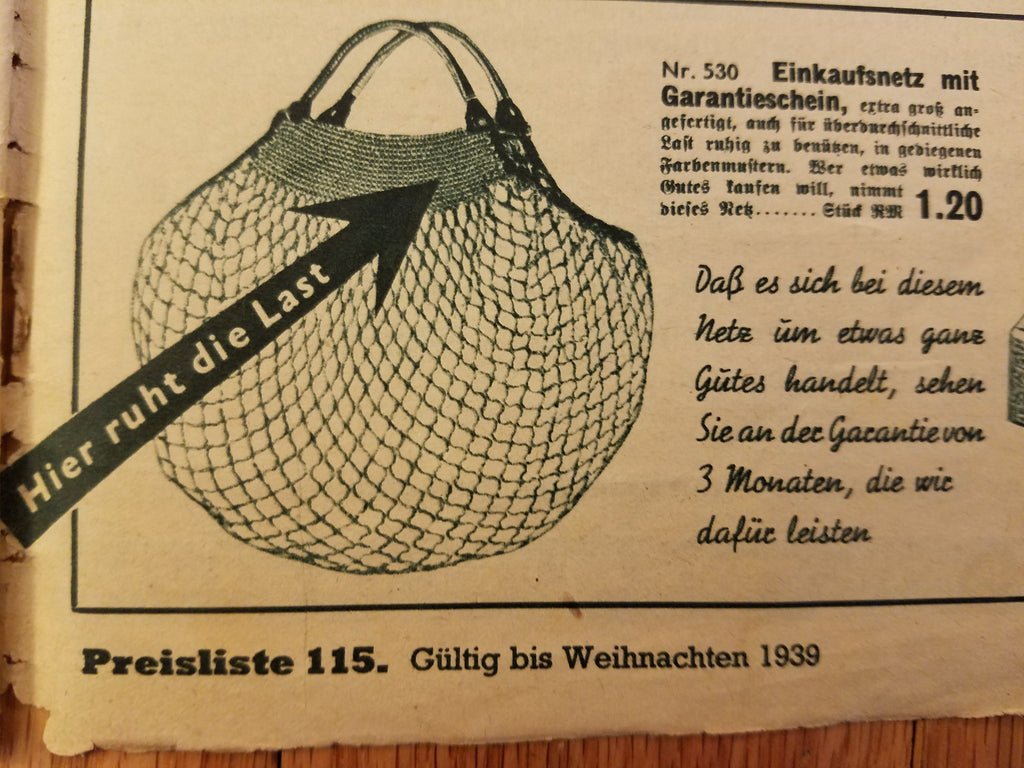 Nr. 530 Einkaufsnetz mit
Garantieschein, extra groß an-
gefertigt, auch für überdurchschnittliche
Last ruhig zu benützen, in gediegenen
Farbenmustern. Wer etwas wirklich
Gutes kaufen will, nimmt
dieses Netz....... Stück RM 1.20
Hier ruht die Last
Daß es sich bei diesem
Netz um etwas ganz
Gutes handelt, sehen
Sie an der Garantie von
3 Monaten, die wir
dafür leisten
Preisliste 115. Gültig bis Weihnachten 1939